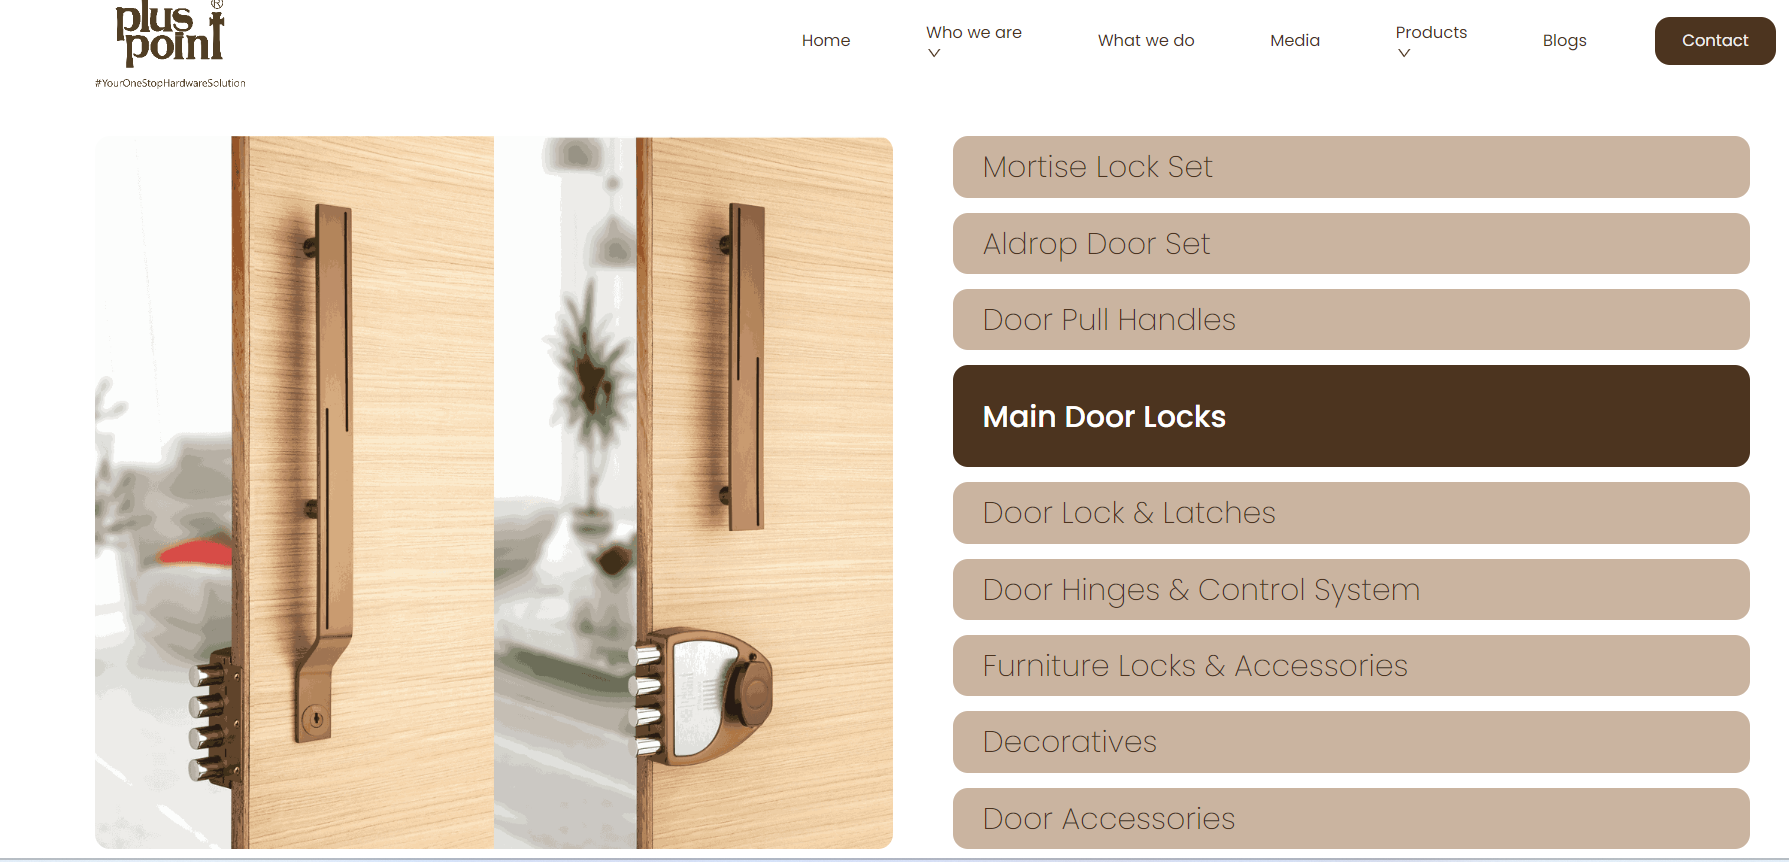 plus
point®
#YourOneStopHardwareSolution
Home
Who we are
What we do
Media
Products
Blogs
Contact
Mortise Lock Set
Aldrop Door Set
Door Pull Handles
Main Door Locks
Door Lock & Latches
Door Hinges & Control System
Furniture Locks & Accessories
Decoratives
Door Accessories